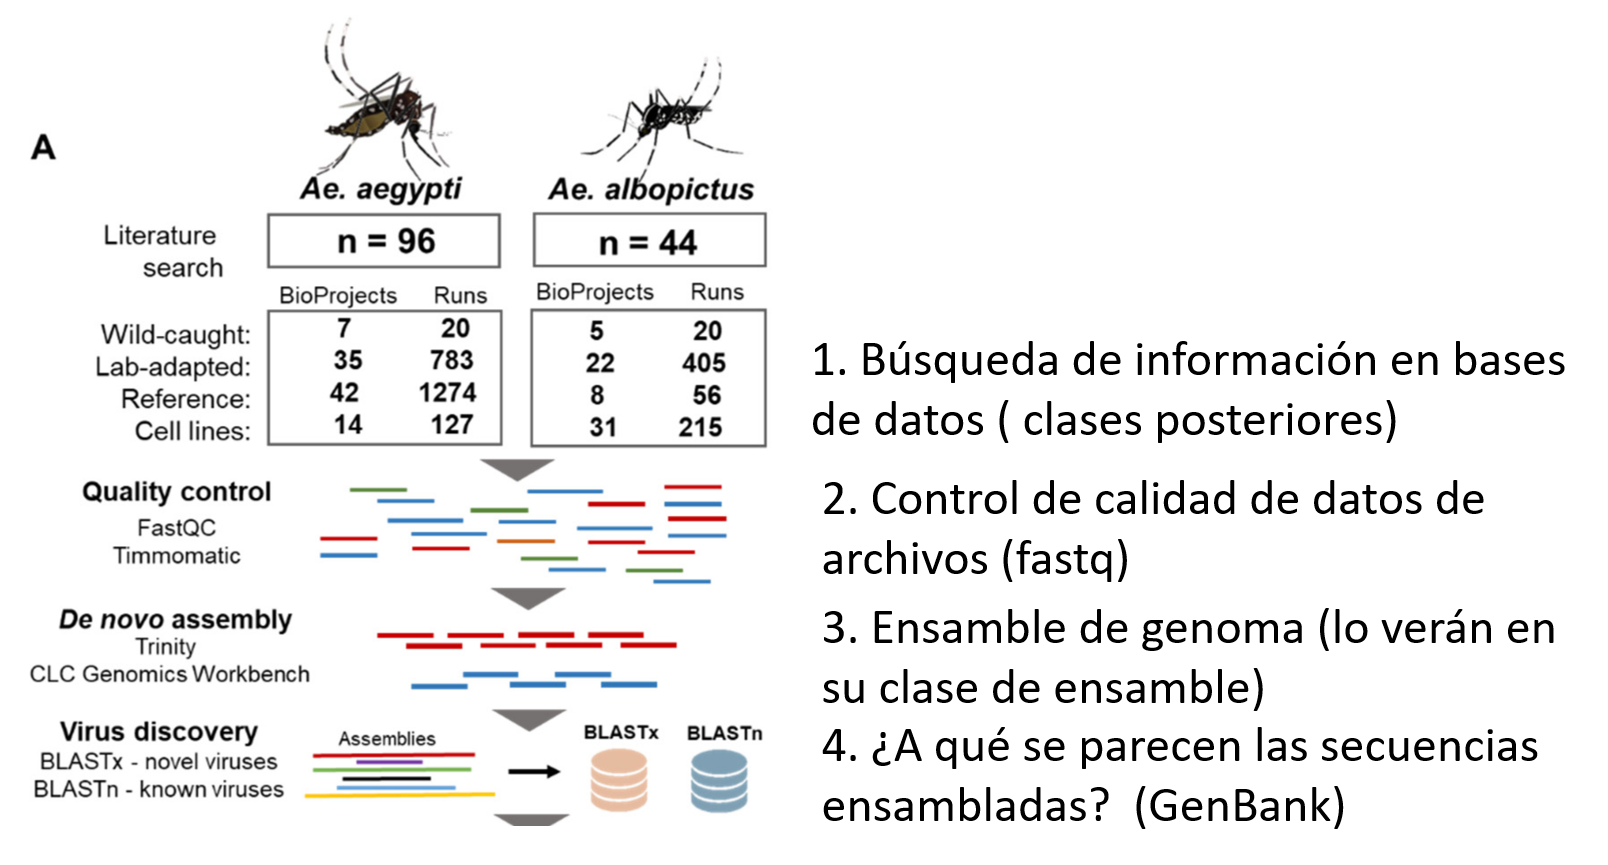 A
Ae. aegypti
Ae. albopictus
Literature
search
n = 96
n = 44
BioProjects Runs
BioProjects Runs
Wild-caught: 7 20 5 20
Lab-adapted: 35 783 22 405
Reference: 42 1274 8 56
Cell lines: 14 127 31 215
Quality control
FastQC
Timmomatic
De novo assembly
Trinity
CLC Genomics Workbench
Virus discovery
BLASTx - novel viruses
BLASTn - known viruses
Assemblies
BLASTx
BLASTn
1. Búsqueda de información en bases
de datos ( clases posteriores)
2. Control de calidad de datos de
archivos (fastq)
3. Ensamble de genoma (lo verán en
su clase de ensamble)
4. ¿A qué se parecen las secuencias
ensambladas? (GenBank)